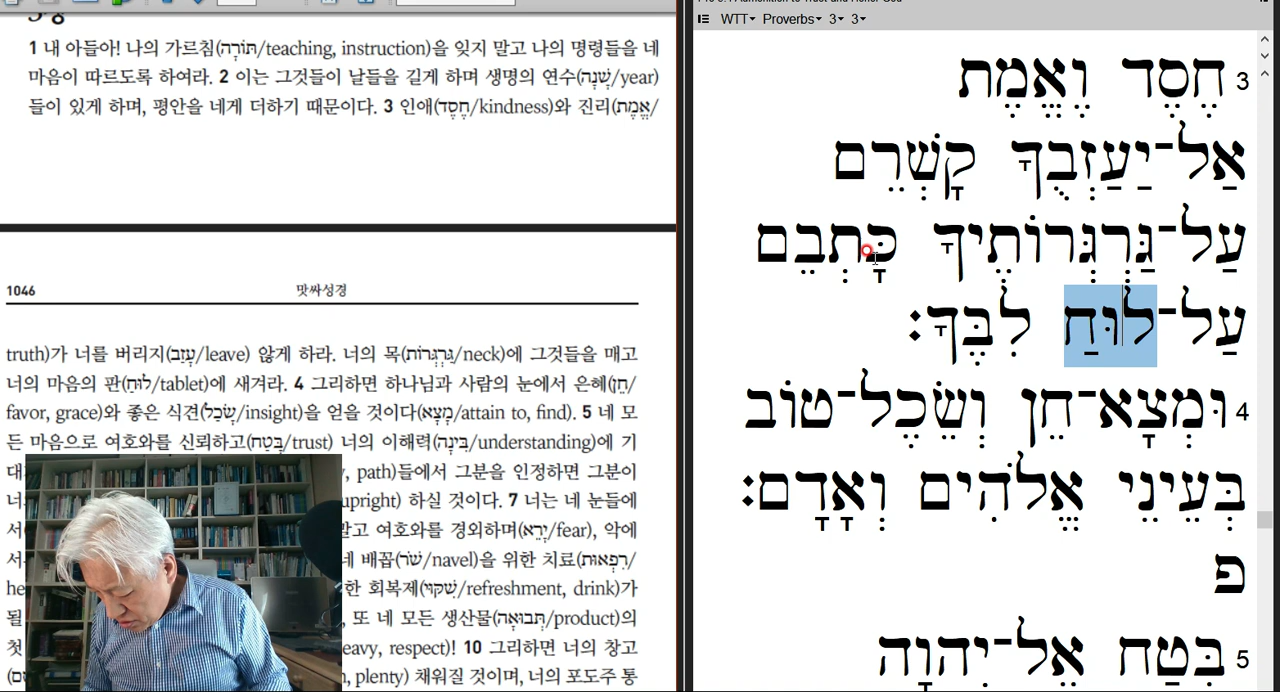 1 내 아들아! 나의 가르침(תּוֹרָה/teaching, instruction)을 잊지 말고 나의 명령들을 네
마음이 따르도록 하여라. 2 이는 그것들이 날들을 길게 하며 생명의 연수(שָׁנָה/year)
들이 있게 하며, 평안을 네게 더하기 때문이다. 3 인애(חֶסֶד/kindness)와 진리(אֱמֶת/
1046 맛싸성경
truth)가 너를 버리지(עָזַב/leave) 않게 하라. 너의 목(גַּרְגְּרוֹת/neck)에 그것들을 매고
너의 마음의 판(לוּחַ/tablet)에 새겨라. 4 그리하면 하나님과 사람의 눈에서 은혜(חֵן/
favor, grace)와 좋은 식견(שֵׂכֶל/insight)을 얻을 것이다(מָצָא/attain to, find). 5 네 모
든 마음으로 여호와를 신뢰하고(בָּטַח/trust) 너의 이해력(בִּינָה/understanding)에 기
path)들에서 그분을 인정하면 그분이
upright) 하실 것이다. 7 너는 네 눈들에
말고 여호와를 경외하며(יָרֵא/fear), 악에
네 배꼽(שֹׁר/navel)을 위한 치료(רִפְאוּת/
한 회복제(שִׁקּוּי/refreshment, drink)가
될
또 네 모든 생산물(תְּבוּאָה/product)의
첫
eavy, respect)! 10 그리하면 너의 창고
plenty) 채워질 것이며, 너의 포도주 통
WTT Proverbs 3 3
3 חֶסֶד וֶאֱמֶת
אַל־יַעַזְבֻךָ קָשְׁרֵם
עַל־גַּרְגְּרוֹתֶיךָ כָּתְבֵם
עַל־לוּחַ לִבֶּךָ׃
4 וּמְצָא־חֵן וְשֵׂכֶל־טוֹב
בְּעֵינֵי אֱלֹהִים וְאָדָם׃
פ
5 בְּטַח אֶל־יְהוָה